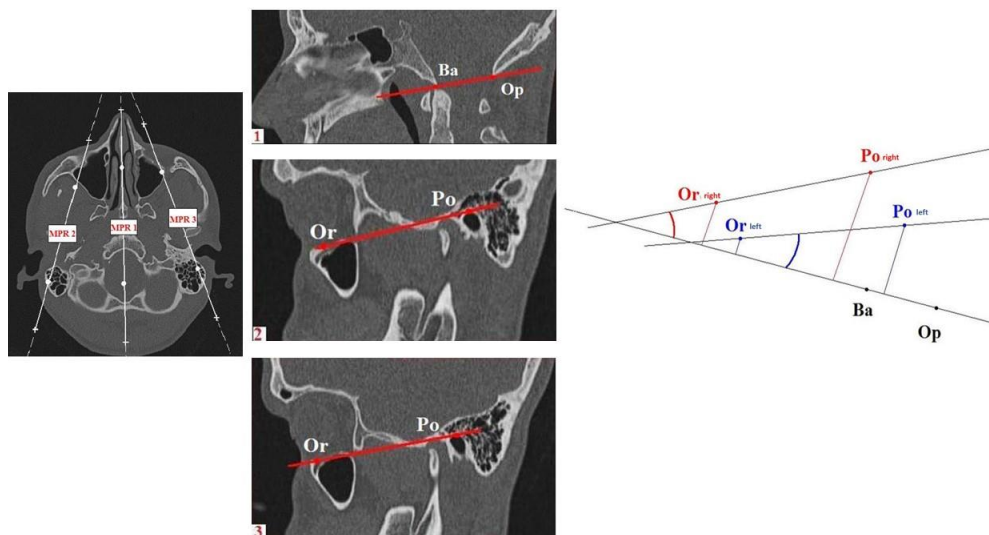 MPR 2
MPR 1
MPR 3
Ba
Op
1
Or
Po
2
Or
Po
3
Po right
Or right
Or left
Po left
Ba
Op